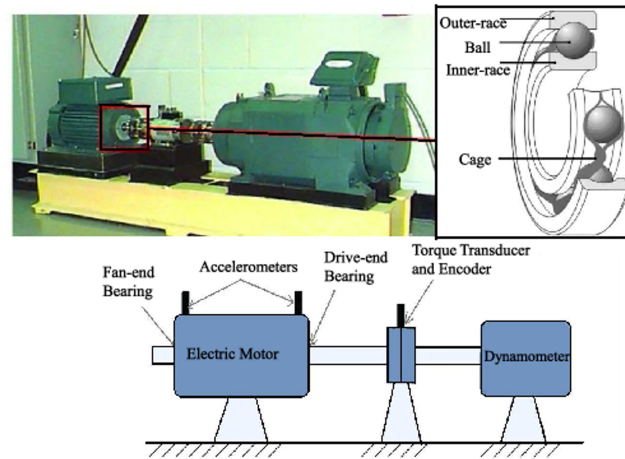 Outer-race
Ball
Inner-race
Cage
Fan-end
Bearing
Accelerometers
Drive-end
Bearing
Torque Transducer
and Encoder
Electric Motor
Dynamometer